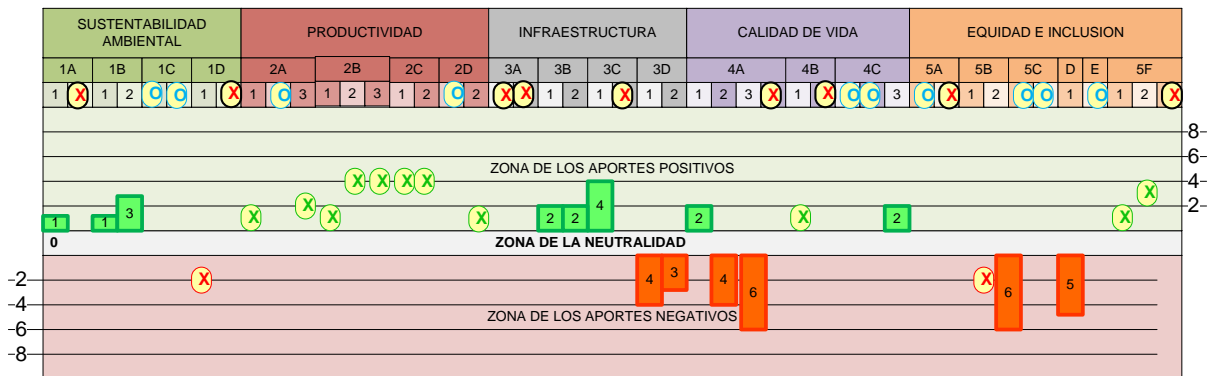 SUSTENTABILIDAD AMBIENTAL PRODUCTIVIDAD INFRAESTRUCTURA CALIDAD DE VIDA EQUIDAD E INCLUSION
1A 1B 1C 1D 2A 2B 2C 2D 3A 3B 3C 3D 4A 4B 4C 5A 5B 5C D E 5F
1 X 1 2 O O 1 X 1 O 3 1 2 3 1 2 O 2 X X 1 2 1 X 1 2 1 2 3 X 1 X O O 3 O X 1 2 O O 1 O 1 2 X
8
6
ZONA DE LOS APORTES POSITIVOS
X X X X 4
X X 2
1 1 3 X X X 2 2 4 X X
0 ZONA DE LA NEUTRALIDAD
-2 X 4 3 4 6 X 6 5
-4
ZONA DE LOS APORTES NEGATIVOS
-6
-8